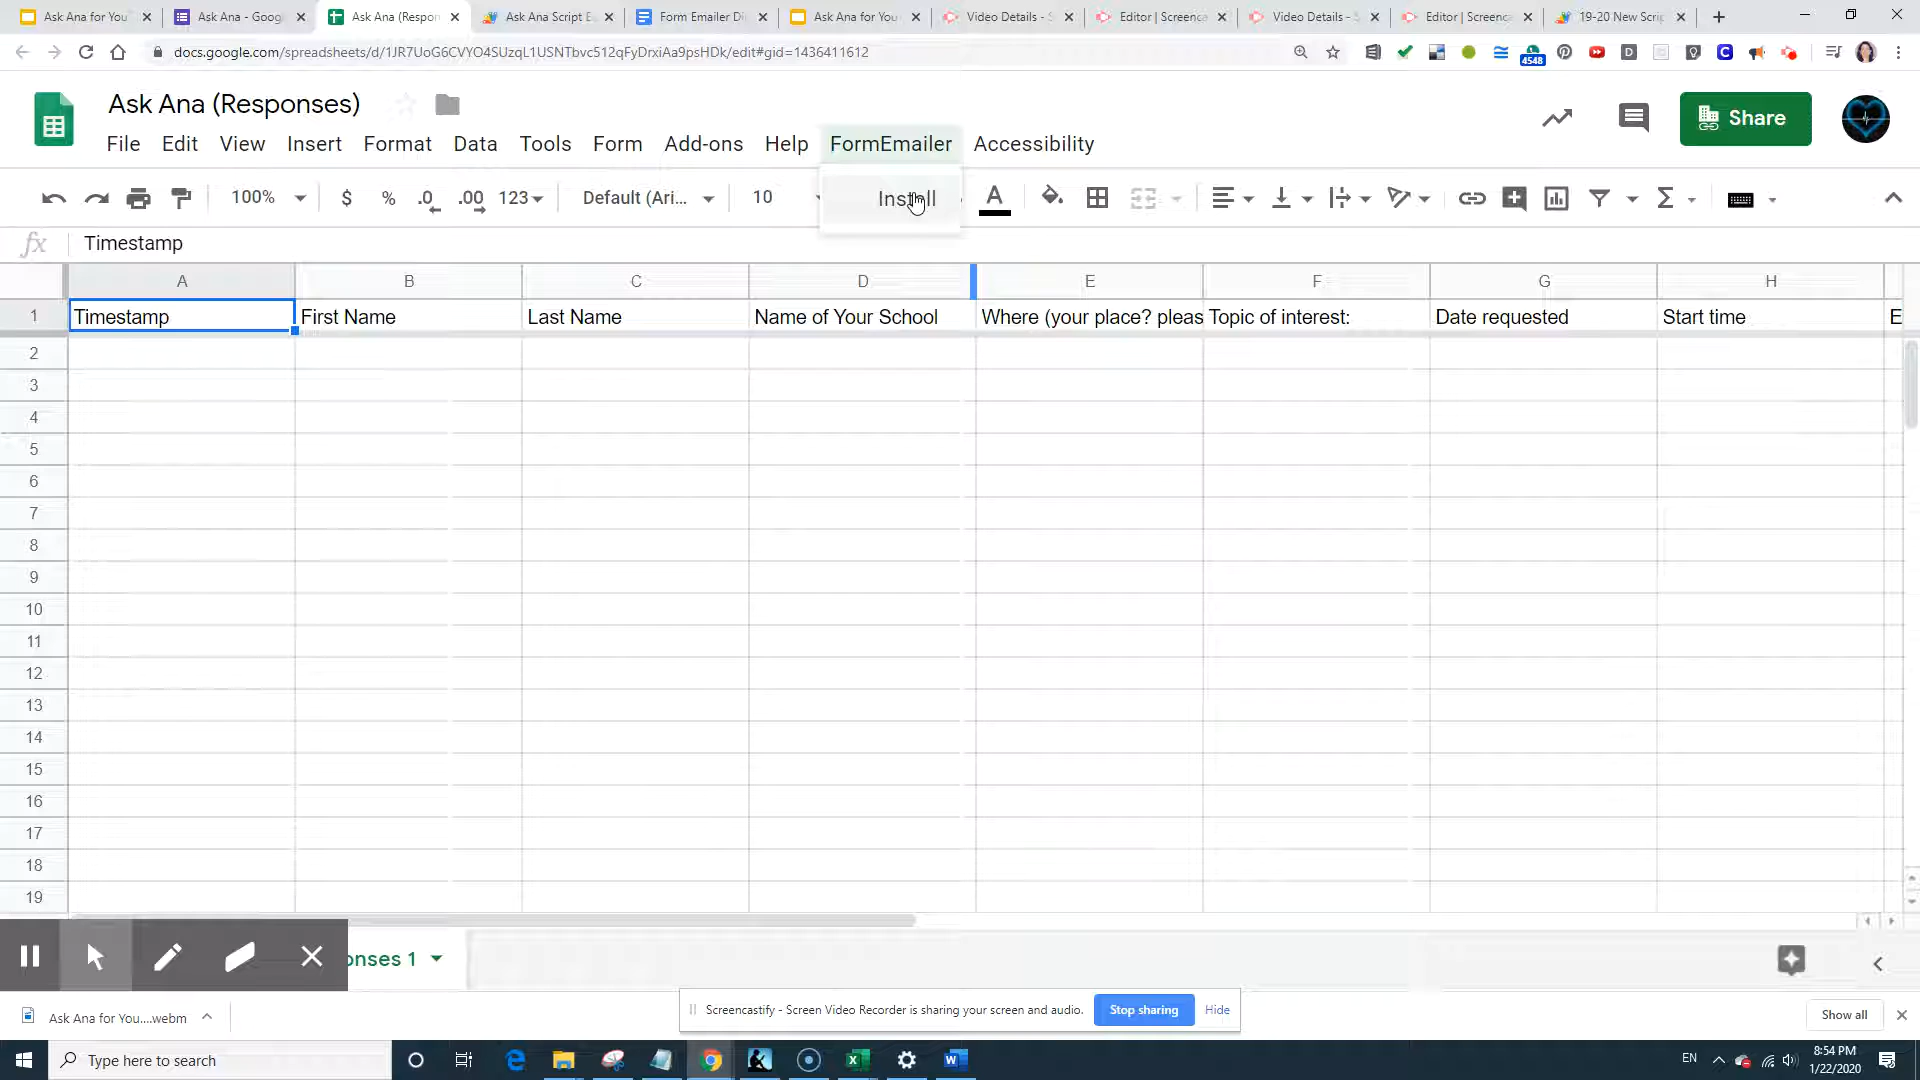 Ask Ana for You
Ask Ana - Goog
Ask Ana (Respon
Ask Ana Script E
Form Emailer Di
Ask Ana for You
Video Details - S
Editor | Screenca
Video Details - S
Editor | Screenca
19-20 New Scrip
docs.google.com/spreadsheets/d/1JR7UoG6CVYO4SUzqL1USNTbvc512qFyDrxiAa9psHDk/edit#gid=1436411612
4548
Ask Ana (Responses)
Share
File Edit View Insert Format Data Tools Form Add-ons Help FormEmailer Accessibility
100% $ % .0 .00 123 Default (Ari... 10 Install A
fx Timestamp
A B C D E F G H
1 Timestamp First Name Last Name Name of Your School Where (your place? pleas Topic of interest: Date requested Start time E
2
3
4
5
6
7
8
9
10
11
12
13
14
15
16
17
18
19
onses 1
Screencastify - Screen Video Recorder is sharing your screen and audio. Stop sharing Hide
Ask Ana for You....webm
Show all
Type here to search
EN
8:54 PM
1/22/2020